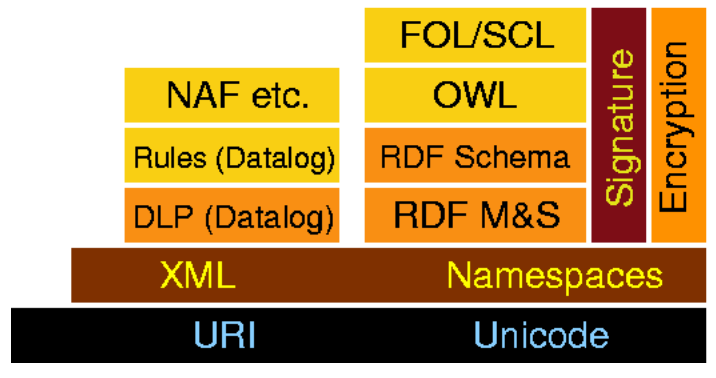 FOL/SCL
NAF etc.
OWL
Rules (Datalog)
RDF Schema
DLP (Datalog)
RDF M&S
Signature
Encryption
XML
Namespaces
URI
Unicode